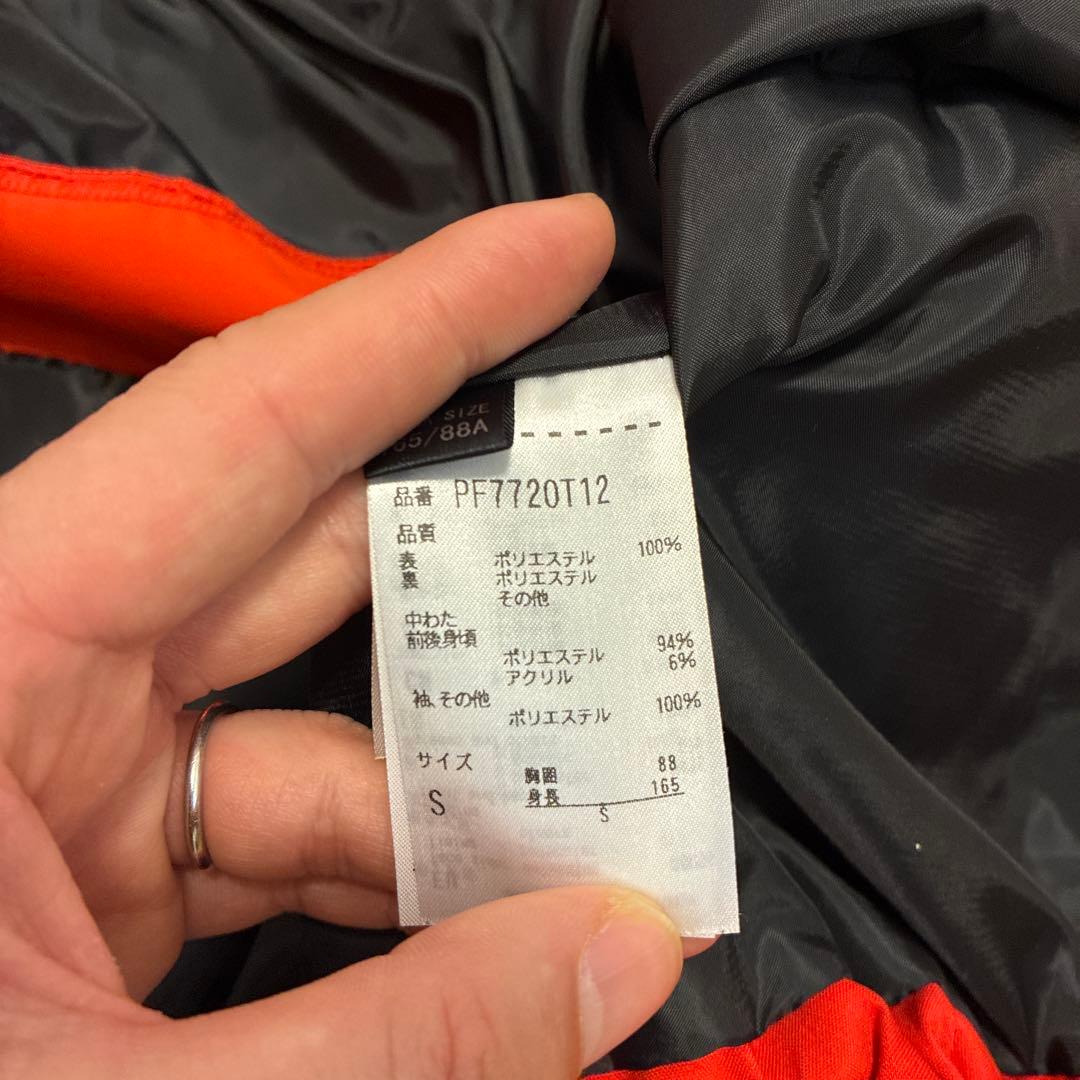 SIZE
/88A
品番 PF7720T12
品質
表 ポリエステル 100%
裏 ポリエステル
その他
中わた
前後身頃
ポリエステル 94%
アクリル 6%
袖、その他
ポリエステル 100%
サイズ 胸囲 88
S 身長 165
S